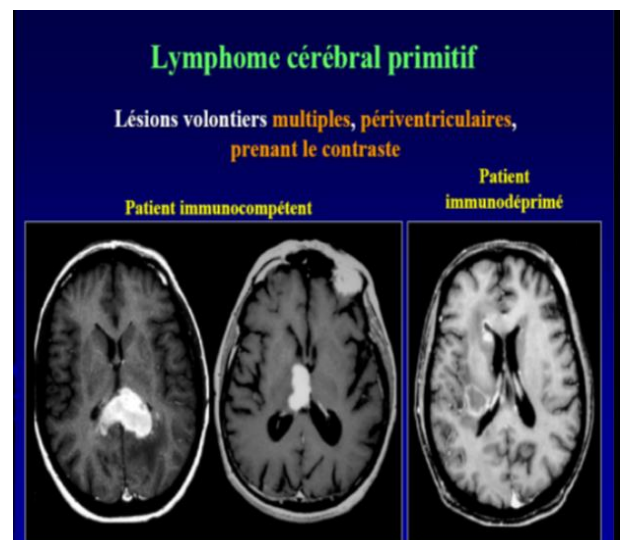 Lymphome cérébral primitif
Lésions volontiers multiples, périventriculaires,
prenant le contraste
Patient immunocompétent
Patient
immunodéprimé